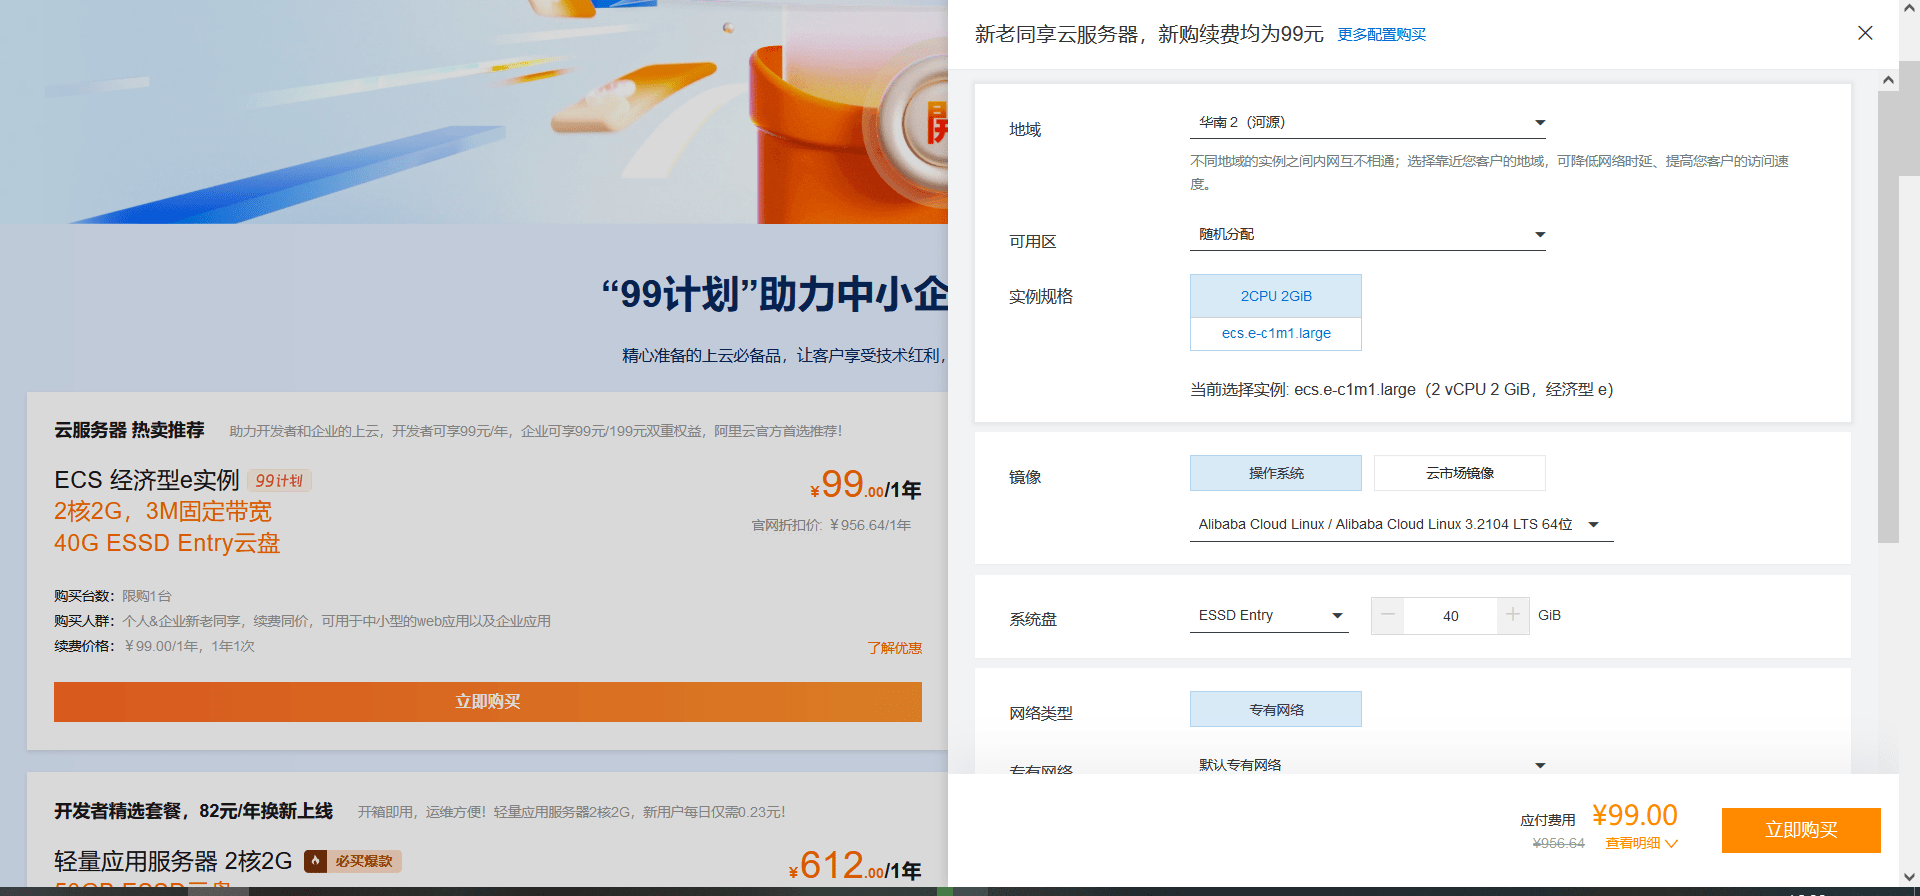 開
“99计划”助力中小企
精心准备的上云必备品，让客户享受技术红利，
云服务器 热卖推荐 助力开发者和企业的上云，开发者可享99元/年，企业可享99元/199元双重权益，阿里云官方首选推荐！
ECS 经济型e实例 99计划
2核2G，3M固定带宽
40G ESSD Entry云盘
¥99.00/1年
官网折扣价: ￥956.64/1年
购买台数：限购1台
购买人群：个人&企业新老同享，续费同价，可用于中小型的web应用以及企业应用
续费价格：￥99.00/1年，1年1次
了解优惠
立即购买
开发者精选套餐，82元/年换新上线 开箱即用，运维方便！轻量应用服务器2核2G，新用户每日仅需0.23元！
轻量应用服务器 2核2G 必买爆款
¥612.00/1年
50GB ESSD云盘
新老同享云服务器，新购续费均为99元 更多配置购买
地域 华南 2（河源）
不同地域的实例之间内网互不相通；选择靠近您客户的地域，可降低网络时延、提高您客户的访问速
度。
可用区 随机分配
实例规格 2CPU 2GiB
ecs.e-c1m1.large
当前选择实例: ecs.e-c1m1.large（2 vCPU 2 GiB，经济型 e）
镜像 操作系统 云市场镜像
Alibaba Cloud Linux / Alibaba Cloud Linux 3.2104 LTS 64位
系统盘 ESSD Entry 40 GiB
网络类型 专有网络
专有网络 默认专有网络
应付费用 ¥99.00
¥956.64 查看明细
立即购买